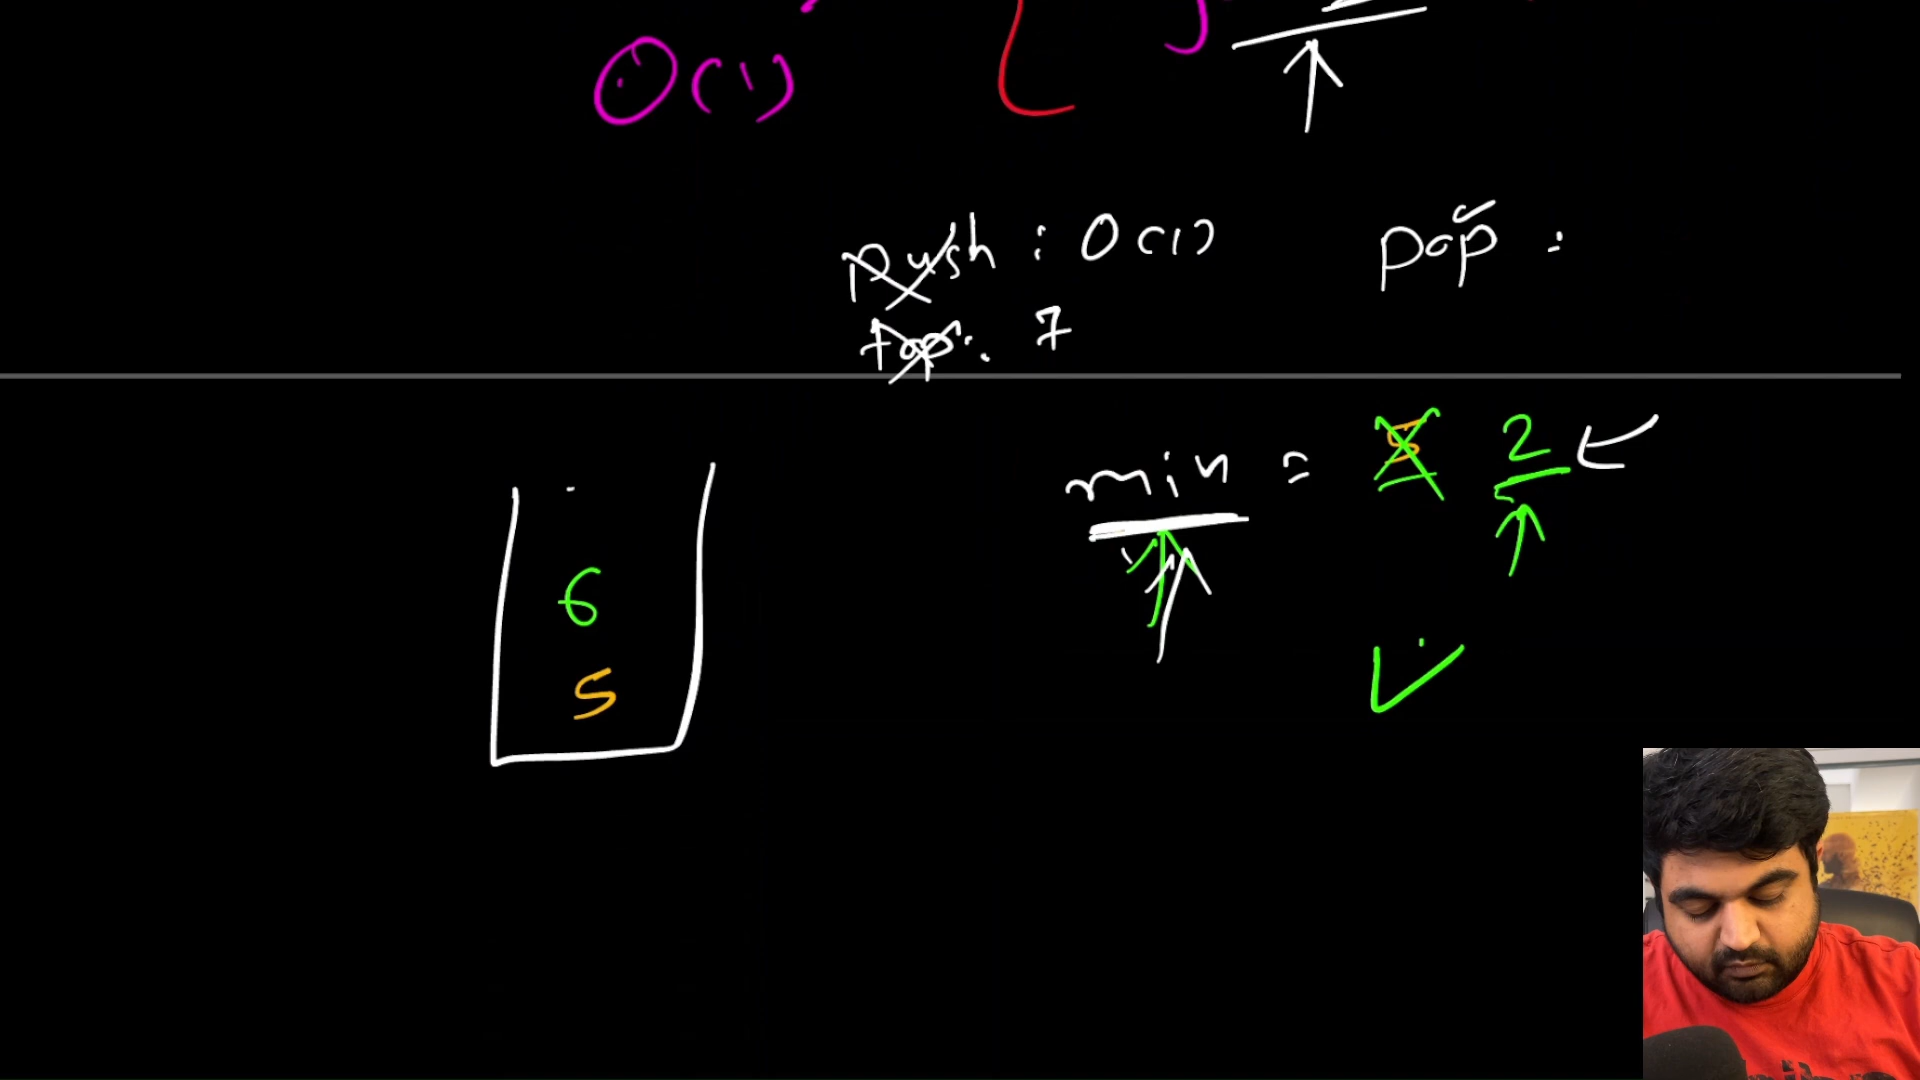 O(1)
push : O(1) pop :
top : 7
min = 5 2
6
5